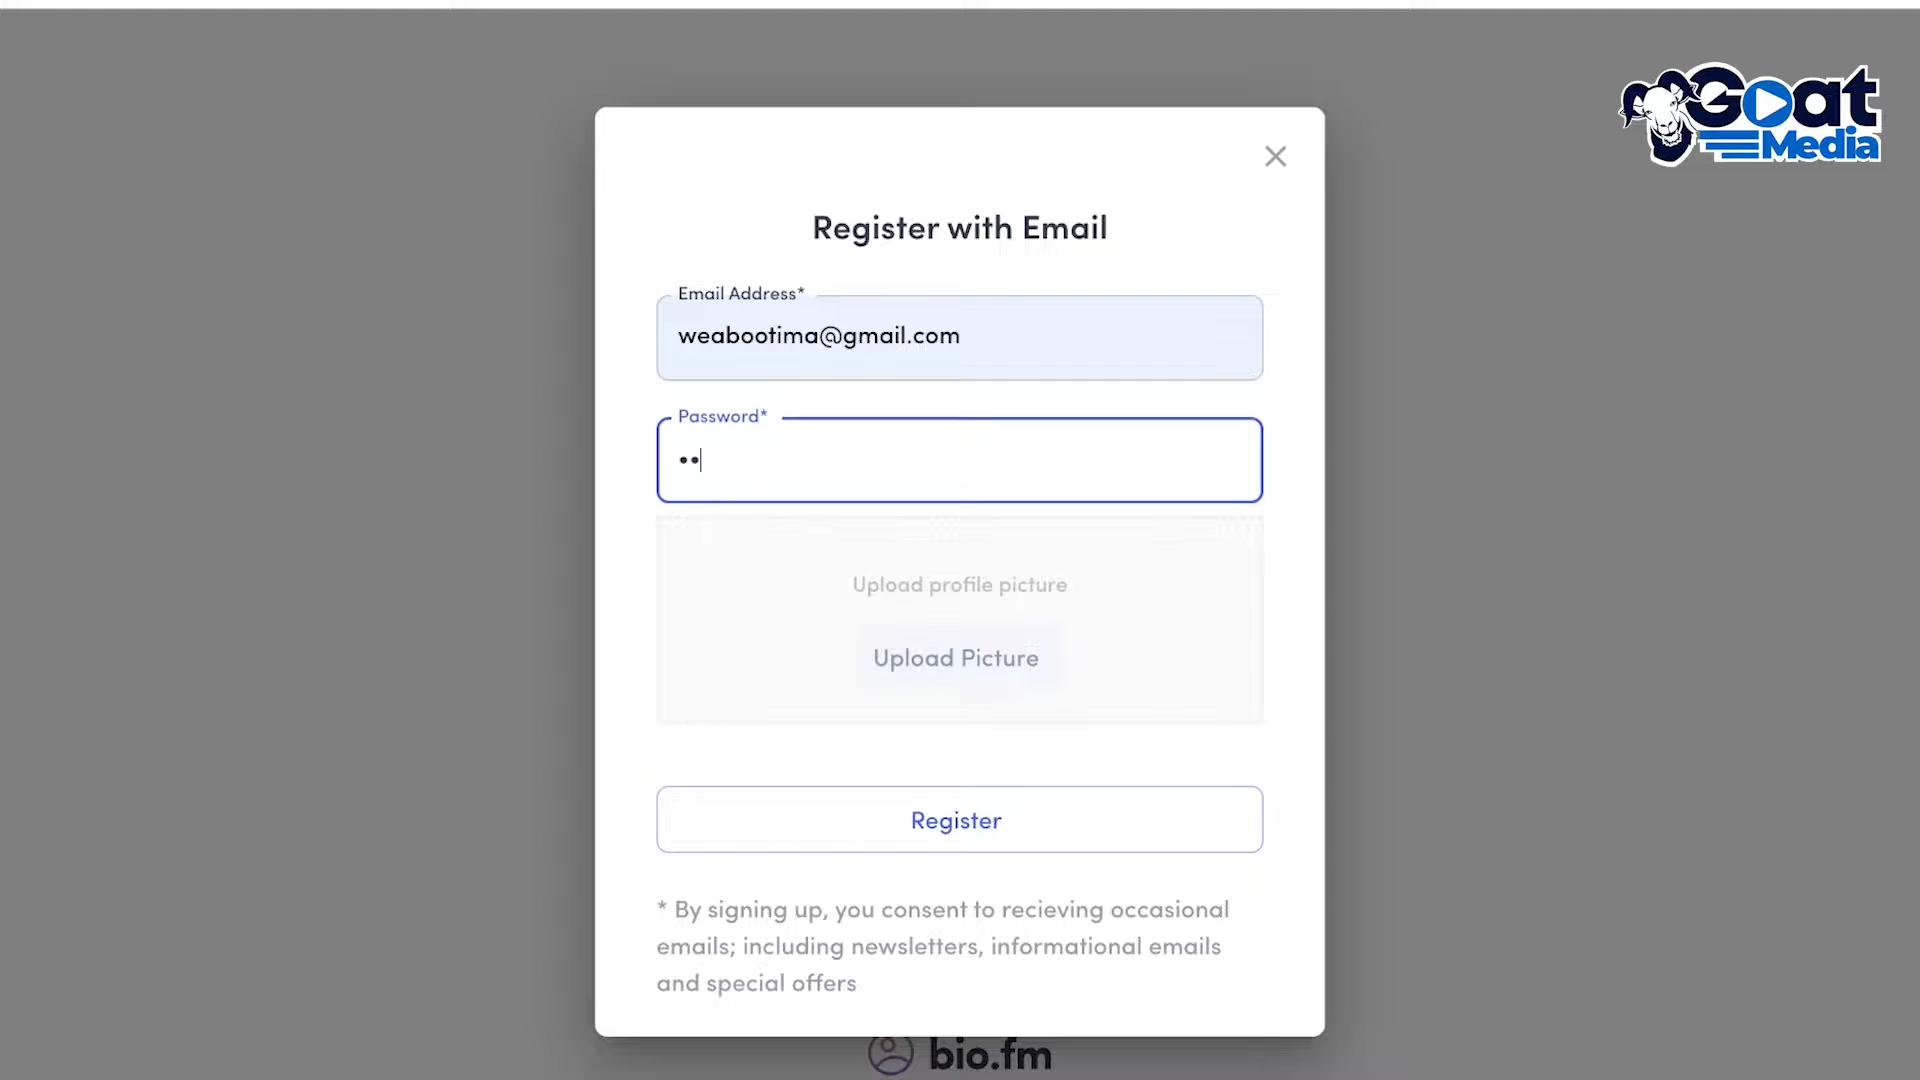 Goat
Media
Register with Email
Email Address*
weabootima@gmail.com
Password*
••
Upload profile picture
Upload Picture
Register
* By signing up, you consent to recieving occasional
emails; including newsletters, informational emails
and special offers
bio.fm